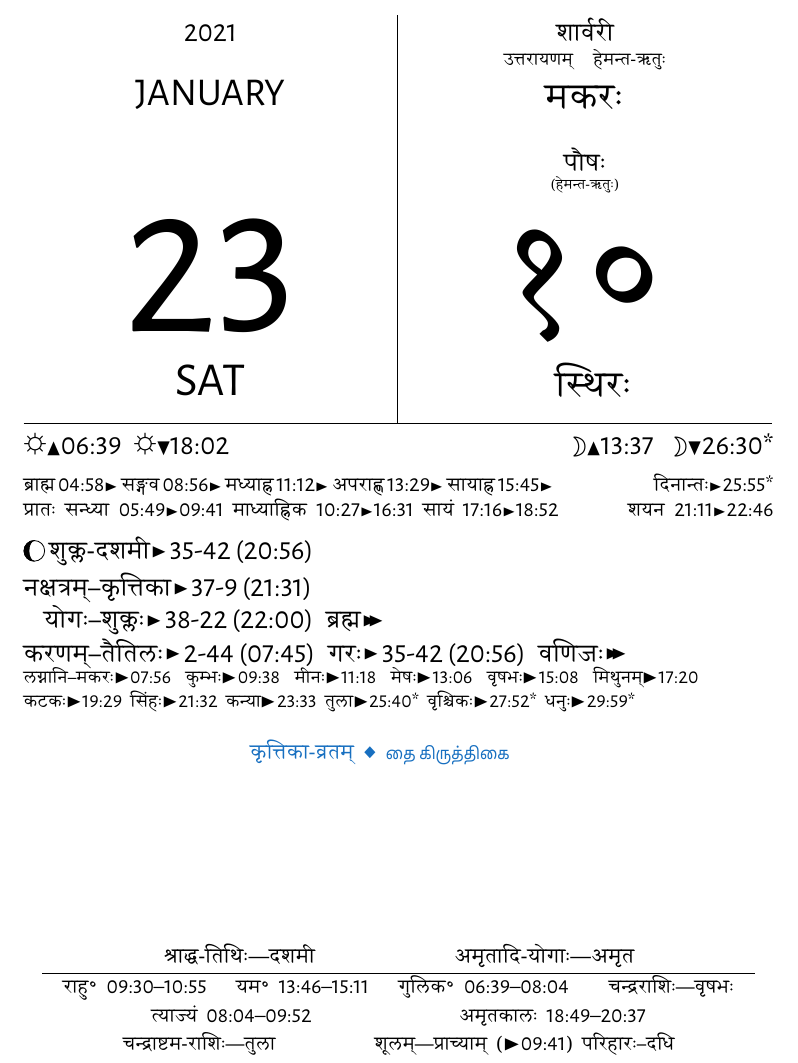 2021
JANUARY
23
SAT
शार्वरी
उत्तरायणम् हेमन्त-ऋतुः
मकरः
पौषः
(हेमन्त-ऋतुः)
१०
स्थिरः
☼▲06:39 ☼▼18:02 ☽▲13:37 ☽▼26:30*
ब्राह्म 04:58► सङ्गव 08:56► मध्याह्न 11:12► अपराह्ण 13:29► सायाह्न 15:45► दिनान्तः►25:55*
प्रातः सन्ध्या 05:49►09:41 माध्याह्निक 10:27►16:31 सायं 17:16►18:52 शयन 21:11►22:46
शुक्ल-दशमी►35-42 (20:56)
नक्षत्रम्–कृत्तिका►37-9 (21:31)
योगः–शुक्लः►38-22 (22:00) ब्रह्म►►
करणम्–तैतिलः►2-44 (07:45) गरः►35-42 (20:56) वणिजः►►
लग्नानि–मकरः►07:56 कुम्भः►09:38 मीनः►11:18 मेषः►13:06 वृषभः►15:08 मिथुनम्►17:20
कटकः►19:29 सिंहः►21:32 कन्या►23:33 तुला►25:40* वृश्चिकः►27:52* धनुः►29:59*
कृत्तिका-व्रतम् ◆ தை கிருத்திகை
श्राद्ध-तिथिः—दशमी अमृतादि-योगाः—अमृत
राहु॰ 09:30–10:55 यम॰ 13:46–15:11 गुलिक॰ 06:39–08:04 चन्द्रराशिः—वृषभः
त्याज्यं 08:04–09:52 अमृतकालः 18:49–20:37
चन्द्राष्टम-राशिः—तुला शूलम्—प्राच्याम् (►09:41) परिहारः–दधि